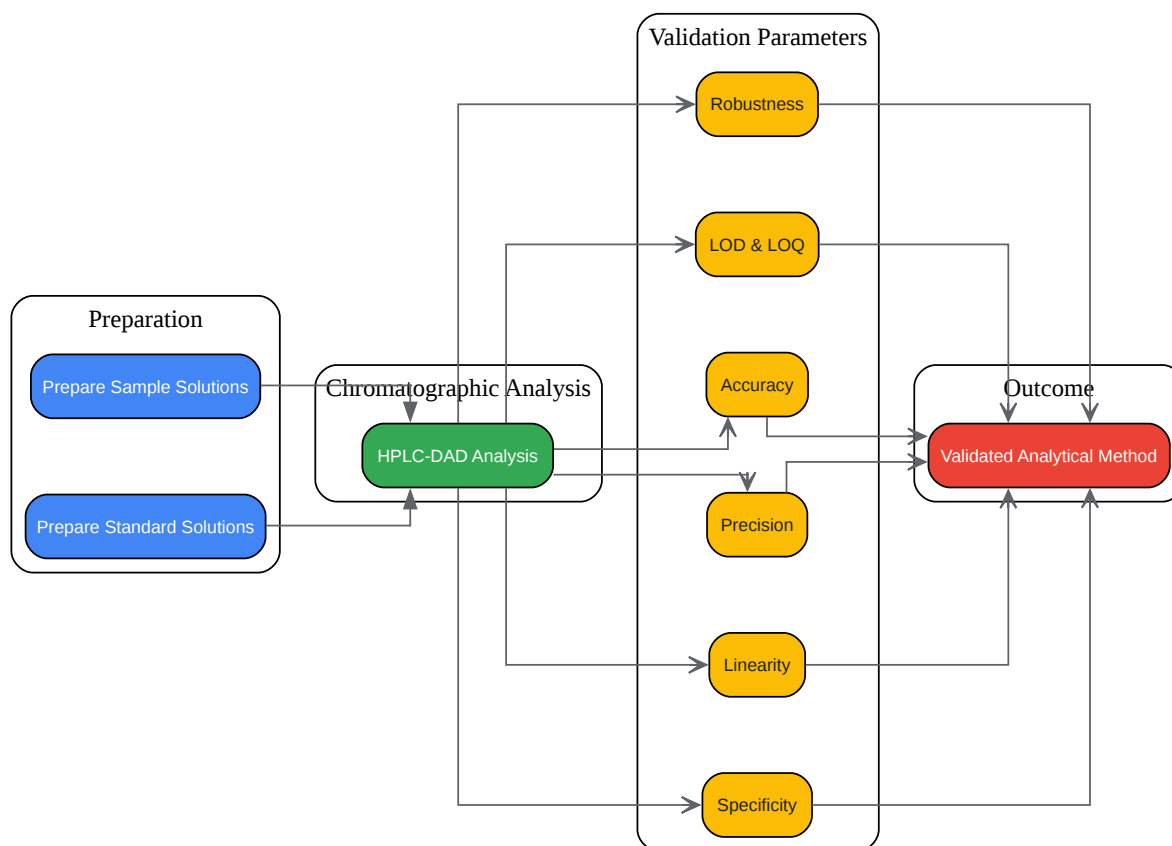 Preparation
Prepare Sample Solutions
Prepare Standard Solutions
Chromatographic Analysis
HPLC-DAD Analysis
Validation Parameters
Robustness
LOD & LOQ
Accuracy
Precision
Linearity
Specificity
Outcome
Validated Analytical Method